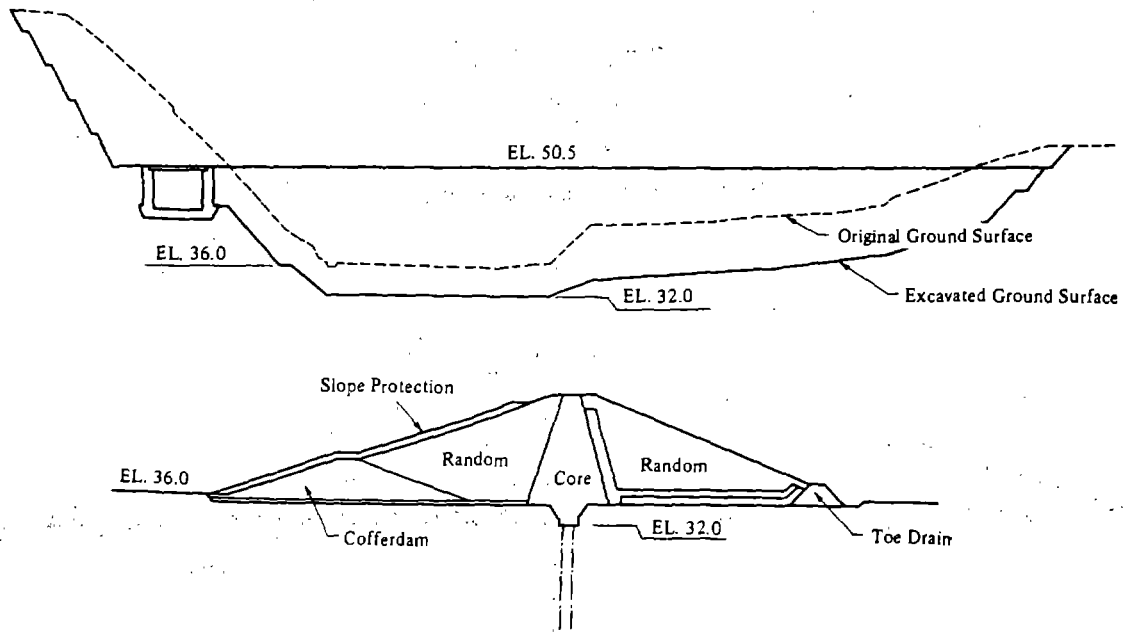 EL. 50.5
Original Ground Surface
EL. 36.0
EL. 32.0
Excavated Ground Surface
Slope Protection
Random
Random
EL. 36.0
Core
EL. 32.0
Cofferdam
Toe Drain